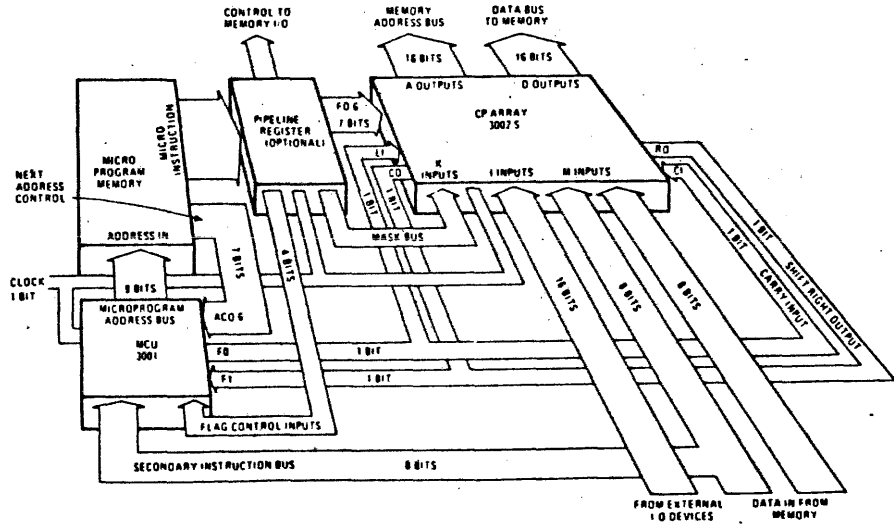 CONTROL TO
MEMORY I/O
MEMORY
ADDRESS BUS
DATA BUS
TO MEMORY
16 BITS
16 BITS
A OUTPUTS
D OUTPUTS
MICRO
PROGRAM
MEMORY
MICRO
INSTRUCTION
PIPELINE
REGISTER
(OPTIONAL)
F0 6
7 BITS
CP ARRAY
3002 S
LI
CO
K
INPUTS
I INPUTS
M INPUTS
RO
CI
NEXT
ADDRESS
CONTROL
ADDRESS IN
7 BITS
4 BITS
1 BIT
1 BIT
MASK BUS
16 BITS
8 BITS
8 BITS
1 BIT
CARRY INPUT
1 BIT
SHIFT RIGHT OUTPUT
CLOCK
1 BIT
9 BITS
MICROPROGRAM
ADDRESS BUS
AC0 6
MCU
3001
FO
1 BIT
FI
1 BIT
FLAG CONTROL INPUTS
SECONDARY INSTRUCTION BUS
8 BITS
FROM EXTERNAL
I O DEVICES
DATA IN FROM
MEMORY